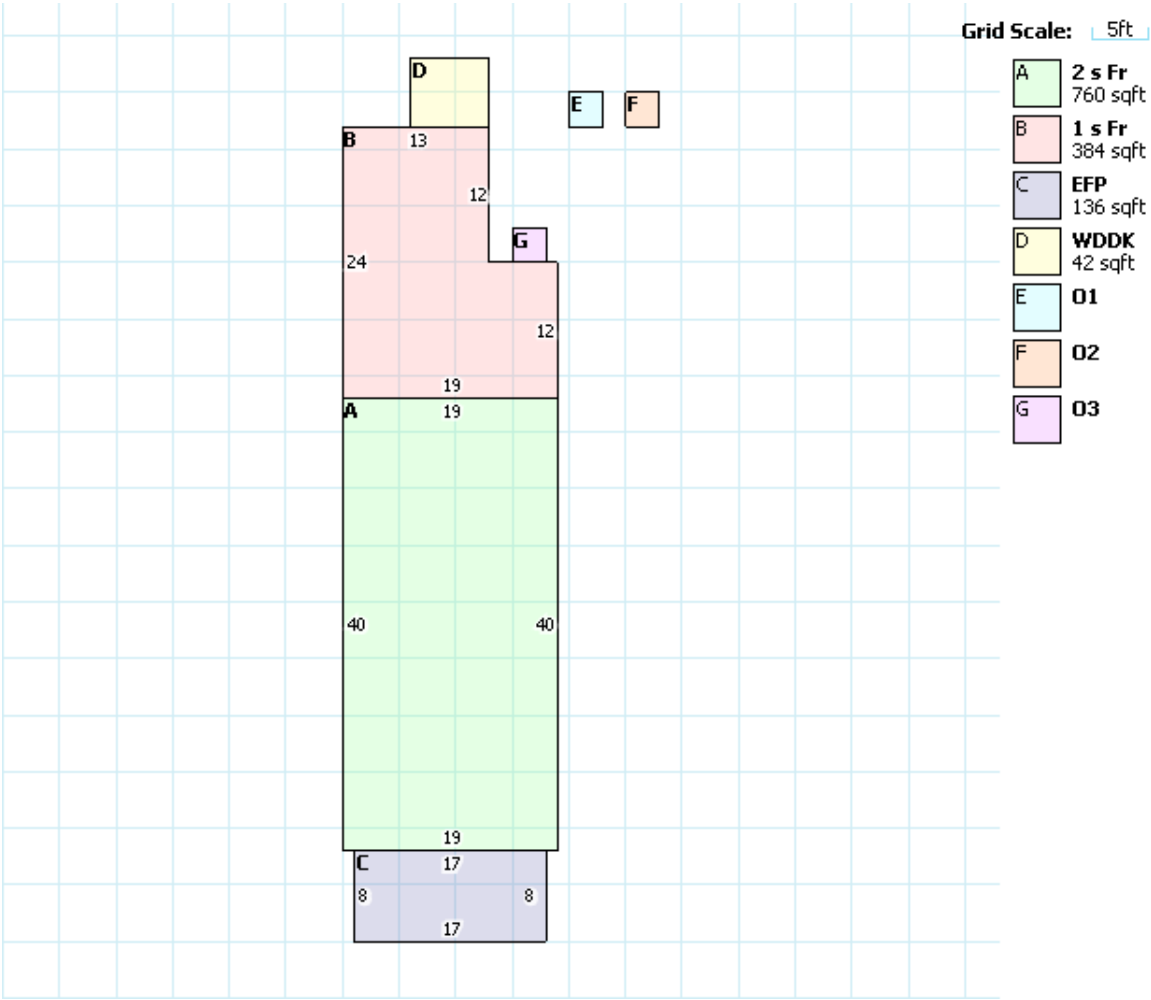 Grid Scale: 5ft
D
E
F
B
13
12
G
24
12
19
A
19
40
40
19
C
17
8
8
17
A
2 s Fr
760 sqft
B
1 s Fr
384 sqft
C
EFP
136 sqft
D
WDDK
42 sqft
E
O1
F
O2
G
O3